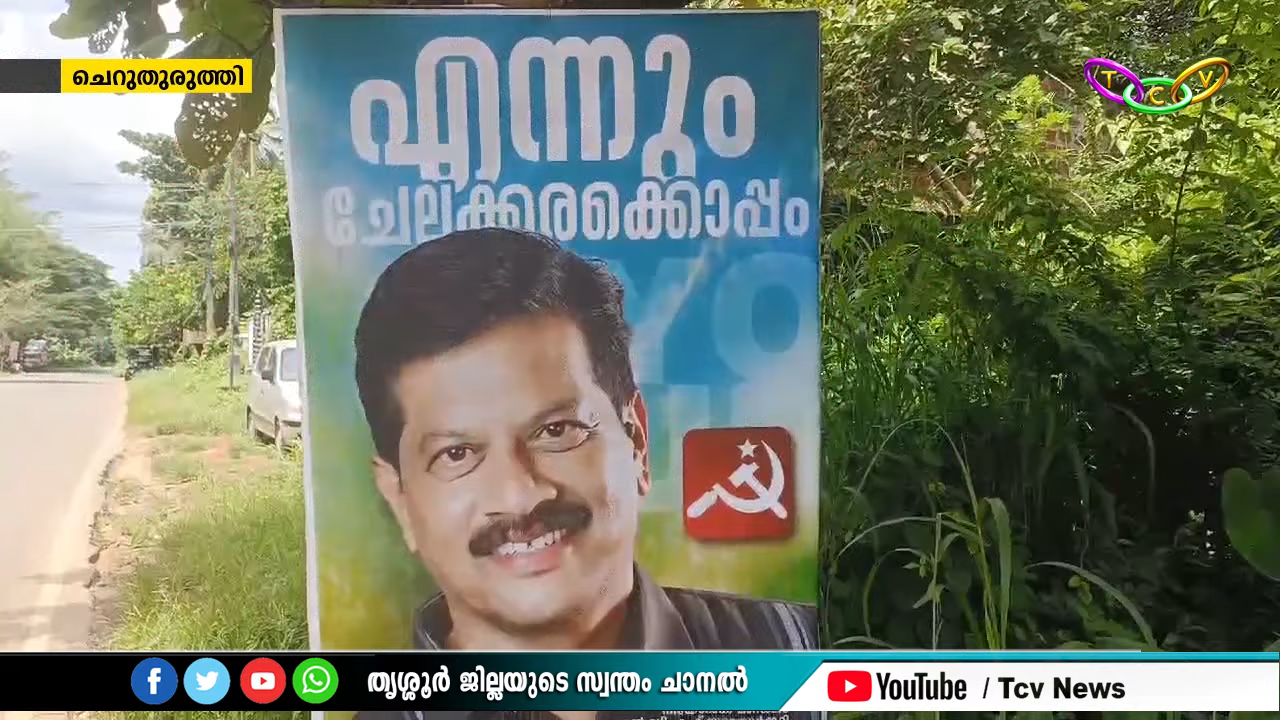 ചെറുതുരുത്തി
TCV
എന്നും
ചേലക്കരക്കൊപ്പം
തൃശ്ശൂർ ജില്ലയുടെ സ്വന്തം ചാനൽ
YouTube / Tcv News